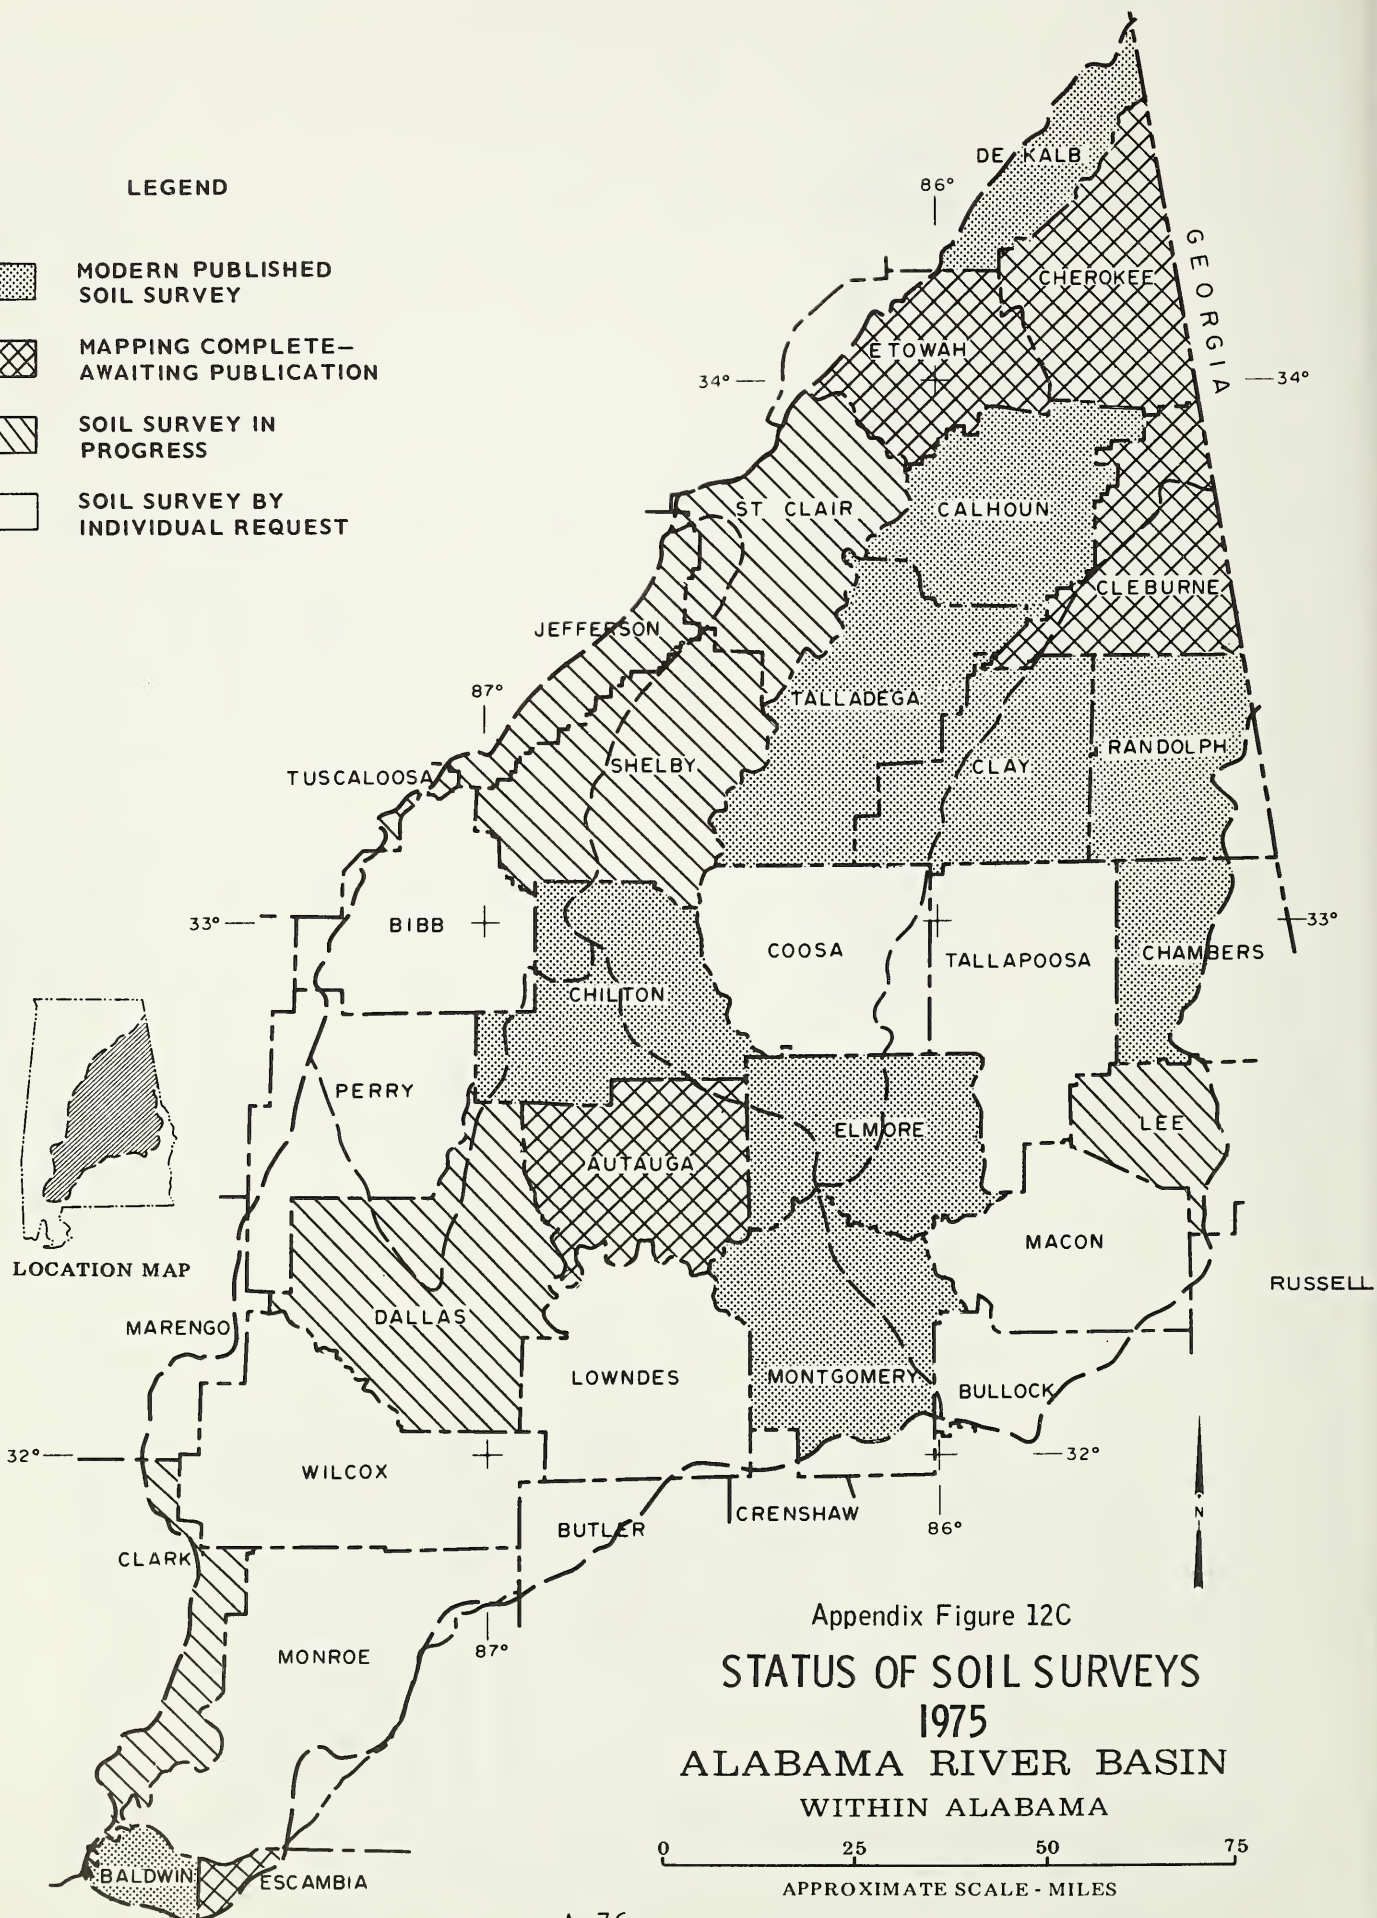 LEGEND
MODERN PUBLISHED
SOIL SURVEY
MAPPING COMPLETE—
AWAITING PUBLICATION
SOIL SURVEY IN
PROGRESS
SOIL SURVEY BY
INDIVIDUAL REQUEST
DE KALB
86°
CHEROKEE
GEORGIA
ETOWAH
34°
34°
ST CLAIR
CALHOUN
CLEBURNE
JEFFERSON
87°
TALLADEGA
RANDOLPH
TUSCALOOSA
SHELBY
CLAY
33°
BIBB
COOSA
TALLAPOOSA
CHAMBERS
33°
CHILTON
PERRY
ELMORE
LEE
AUTAUGA
MACON
LOCATION MAP
RUSSELL
MARENGO
DALLAS
LOWNDES
MONTGOMERY
BULLOCK
32°
32°
WILCOX
CRENSHAW
BUTLER
86°
N
CLARK
MONROE
87°
Appendix Figure 12C
STATUS OF SOIL SURVEYS
1975
ALABAMA RIVER BASIN
WITHIN ALABAMA
0 25 50 75
APPROXIMATE SCALE - MILES
BALDWIN
ESCAMBIA